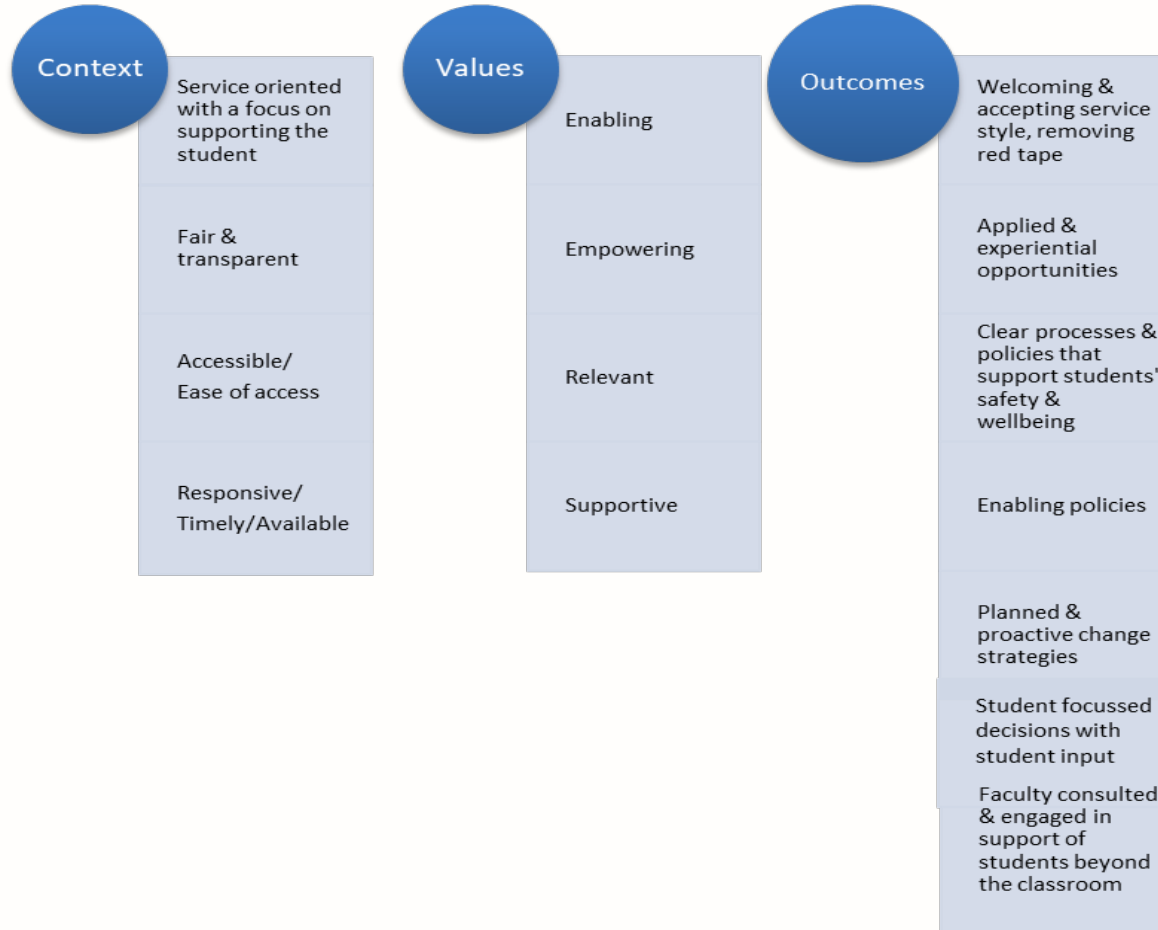 Context
Service oriented
with a focus on
supporting the
student
Fair &
transparent
Accessible/
Ease of access
Responsive/
Timely/Available
Values
Enabling
Empowering
Relevant
Supportive
Outcomes
Welcoming &
accepting service
style, removing
red tape
Applied &
experiential
opportunities
Clear processes &
policies that
support students'
safety &
wellbeing
Enabling policies
Planned &
proactive change
strategies
Student focussed
decisions with
student input
Faculty consulted
& engaged in
support of
students beyond
the classroom